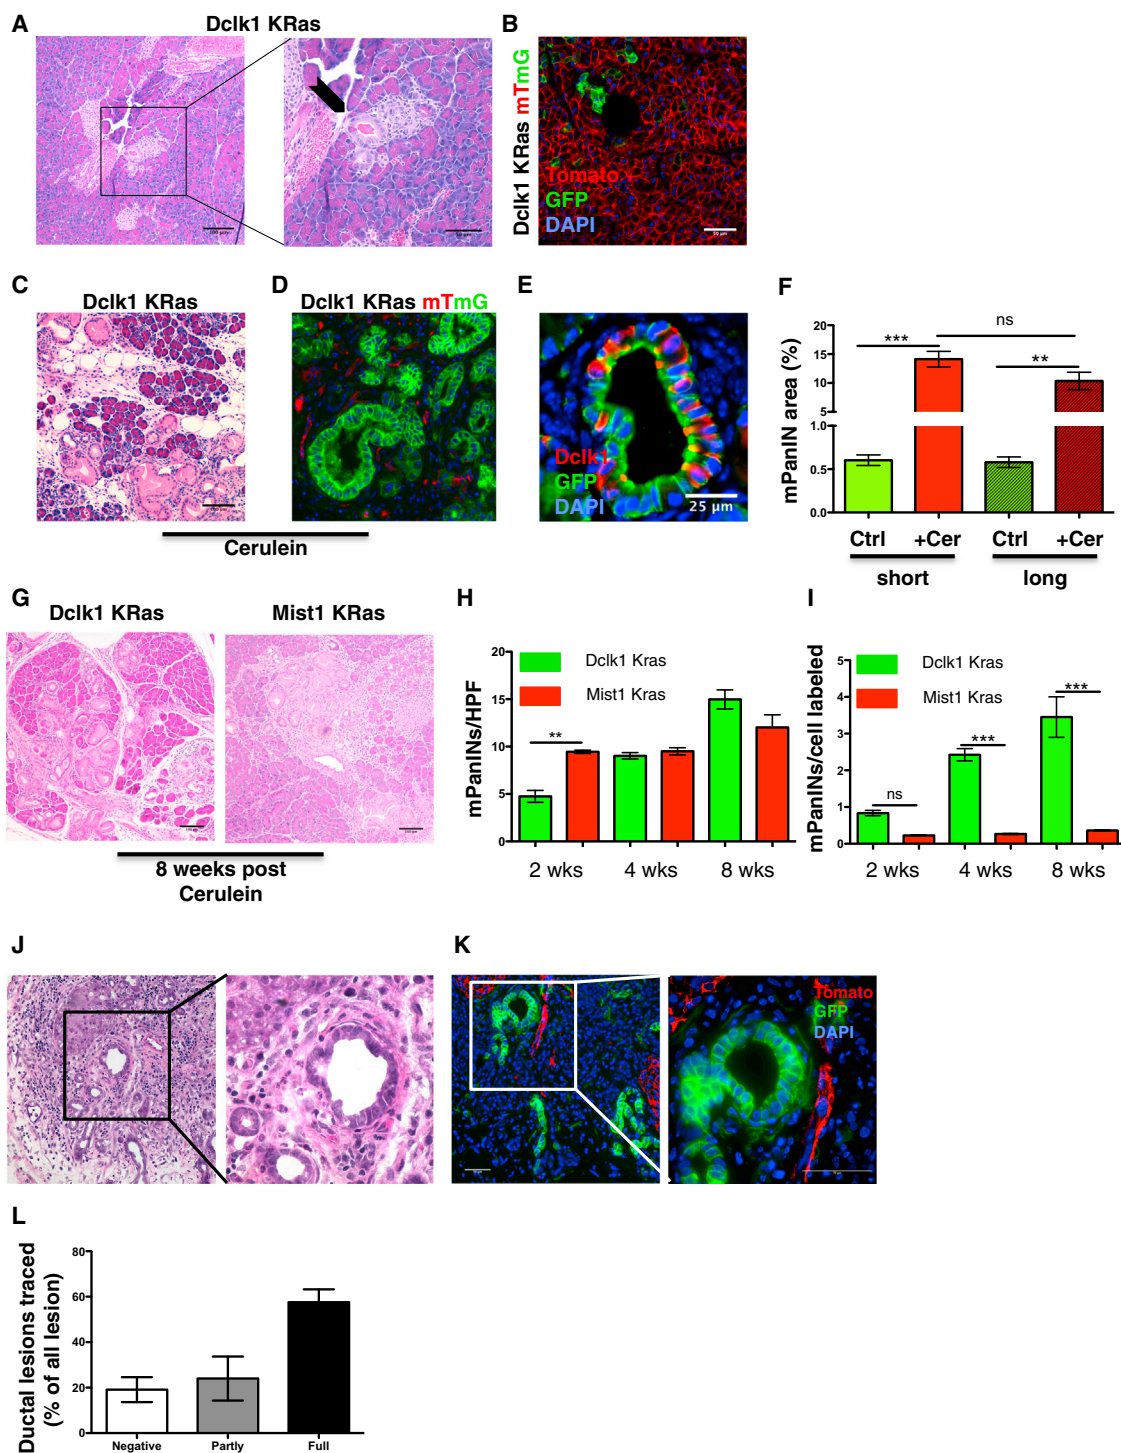 A
Dclk1 KRas
B
Dclk1 KRas mTmG
Tomato
GFP
DAPI
C
Dclk1 KRas
D
Dclk1 KRas mTmG
E
Dclk1
GFP
DAPI
25 μm
Cerulein
F
mPanIN area (%)
20
15
10
5
1.0
0.5
0.0
***
ns
**
Ctrl
+Cer
Ctrl
+Cer
short
long
G
Dclk1 KRas
Mist1 KRas
8 weeks post
Cerulein
H
mPanINs/HPF
20
15
10
5
0
Dclk1 Kras
Mist1 Kras
**
2 wks
4 wks
8 wks
I
mPanINs/cell labeled
5
4
3
2
1
0
Dclk1 Kras
Mist1 Kras
ns
***
***
2 wks
4 wks
8 wks
J
K
Tomato
GFP
DAPI
L
Ductal lesions traced
(% of all lesion)
80
60
40
20
0
Negative
Partly
Full